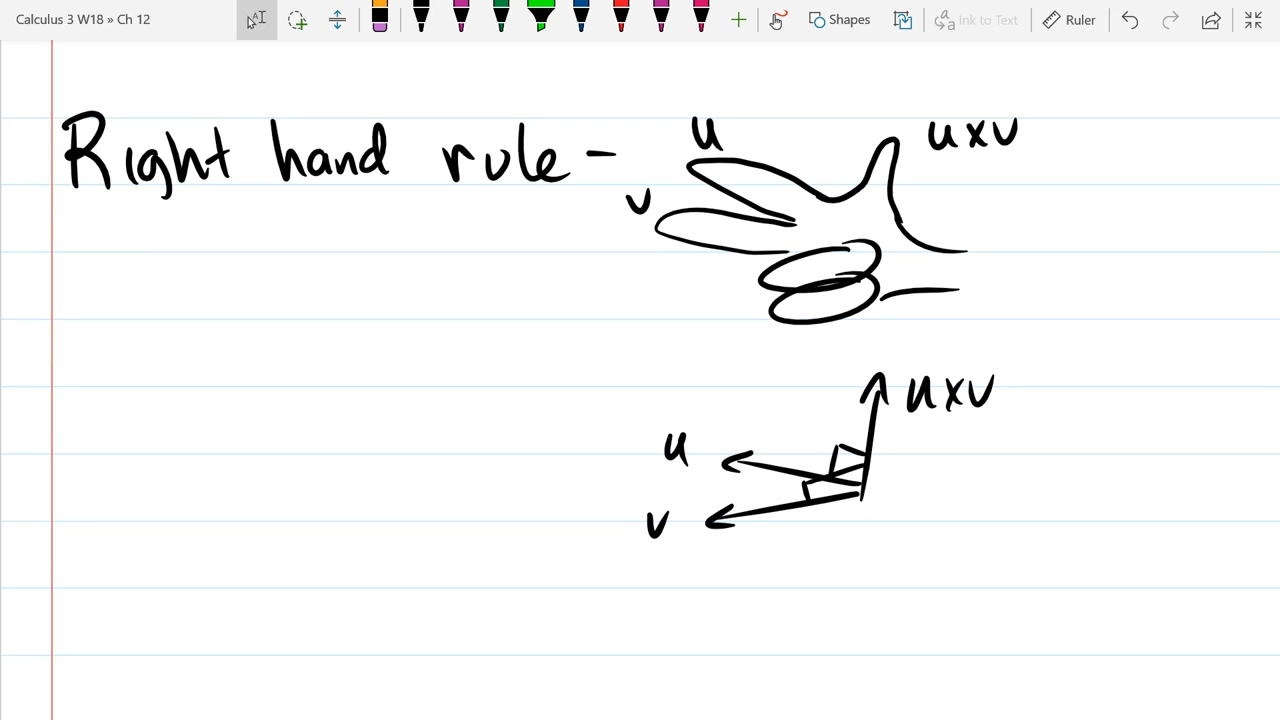 Calculus 3 W18 » Ch 12
Shapes
Ink to Text
Ruler
Right hand rule -
u
u×v
v
u×v
u
v